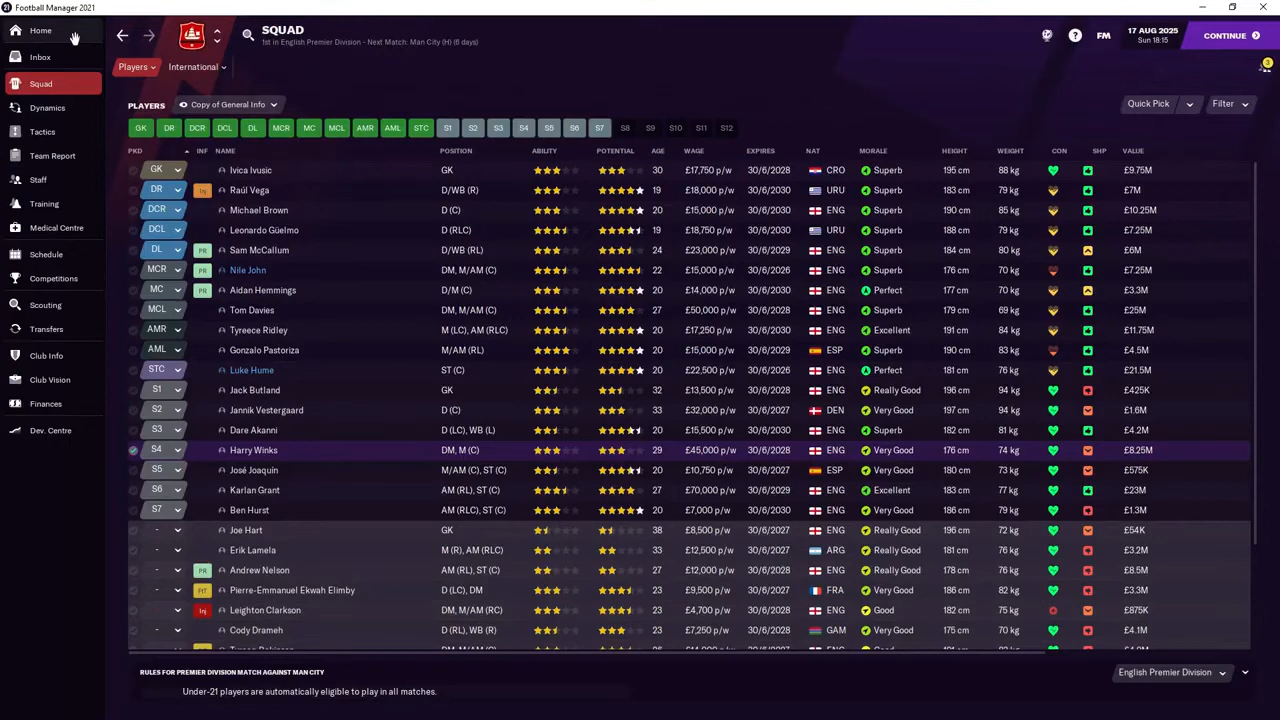 21 Football Manager 2021
Home
Inbox
Squad
Dynamics
Tactics
Team Report
Staff
Training
Medical Centre
Schedule
Competitions
Scouting
Transfers
Club Info
Club Vision
Finances
Dev. Centre
SQUAD
1st in English Premier Division - Next Match: Man City (H) (6 days)
? FM 17 AUG 2025 Sun 18:15 CONTINUE
3
Players International
PLAYERS Copy of General Info Quick Pick Filter
GK DR DCR DCL DL MCR MC MCL AMR AML STC S1 S2 S3 S4 S5 S6 S7 S8 S9 S10 S11 S12
PKD INF NAME POSITION ABILITY POTENTIAL AGE WAGE EXPIRES NAT MORALE HEIGHT WEIGHT CON SHP VALUE
GK Ivica Ivusic GK 30 £17,750 p/w 30/6/2028 CRO Superb 195 cm 88 kg £9.75M
DR Inj Raúl Vega D/WB (R) 19 £18,000 p/w 30/6/2030 URU Superb 183 cm 79 kg £7M
DCR Michael Brown D (C) 20 £15,000 p/w 30/6/2030 ENG Superb 190 cm 85 kg £10.25M
DCL Leonardo Güelmo D (RLC) 19 £18,750 p/w 30/6/2030 URU Superb 188 cm 79 kg £7.25M
DL PR Sam McCallum D/WB (RL) 24 £23,000 p/w 30/6/2029 ENG Superb 184 cm 80 kg £6M
MCR PR Nile John DM, M/AM (C) 22 £15,000 p/w 30/6/2030 ENG Superb 176 cm 70 kg £7.25M
MC PR Aidan Hemmings D/M (C) 20 £14,000 p/w 30/6/2030 ENG Perfect 177 cm 70 kg £3.3M
MCL Tom Davies DM, M/AM (C) 27 £50,000 p/w 30/6/2028 ENG Superb 179 cm 69 kg £25M
AMR Tyreece Ridley M (LC), AM (RLC) 20 £17,250 p/w 30/6/2030 ENG Excellent 191 cm 84 kg £11.75M
AML Gonzalo Pastoriza M/AM (RL) 20 £15,000 p/w 30/6/2029 ESP Superb 190 cm 83 kg £4.5M
STC Luke Hume ST (C) 20 £22,500 p/w 30/6/2026 ENG Perfect 181 cm 76 kg £21.5M
S1 Jack Butland GK 32 £13,500 p/w 30/6/2028 ENG Really Good 196 cm 94 kg £425K
S2 Jannik Vestergaard D (C) 33 £32,000 p/w 30/6/2027 DEN Very Good 197 cm 94 kg £1.6M
S3 Dare Akanni D (LC), WB (L) 20 £15,500 p/w 30/6/2030 ENG Superb 182 cm 81 kg £4.2M
S4 Harry Winks DM, M (C) 29 £45,000 p/w 30/6/2028 ENG Very Good 176 cm 74 kg £8.25M
S5 José Joaquín M/AM (C), ST (C) 20 £10,750 p/w 30/6/2029 ESP Very Good 180 cm 73 kg £575K
S6 Karlan Grant AM (RL), ST (C) 27 £70,000 p/w 30/6/2029 ENG Excellent 183 cm 77 kg £23M
S7 Ben Hurst AM (RLC), ST (C) 20 £7,000 p/w 30/6/2030 ENG Very Good 186 cm 79 kg £1.3M
- Joe Hart GK 38 £8,500 p/w 30/6/2027 ENG Really Good 196 cm 72 kg £54K
- Erik Lamela M (R), AM (RLC) 33 £12,500 p/w 30/6/2027 ARG Really Good 181 cm 76 kg £3.2M
- PR Andrew Nelson AM (RL), ST (C) 27 £12,000 p/w 30/6/2027 ENG Really Good 178 cm 76 kg £8.5M
- FIT Pierre-Emmanuel Ekwah Elimby D (LC), DM 23 £9,500 p/w 30/6/2027 FRA Very Good 186 cm 82 kg £3.3M
- Inj Leighton Clarkson DM, M/AM (RC) 23 £4,700 p/w 30/6/2028 ENG Good 182 cm 75 kg £875K
- Cody Drameh D (RL), WB (R) 23 £7,250 p/w 30/6/2028 GAM Very Good 175 cm 70 kg £4.1M
RULES FOR PREMIER DIVISION MATCH AGAINST MAN CITY English Premier Division
Under-21 players are automatically eligible to play in all matches.